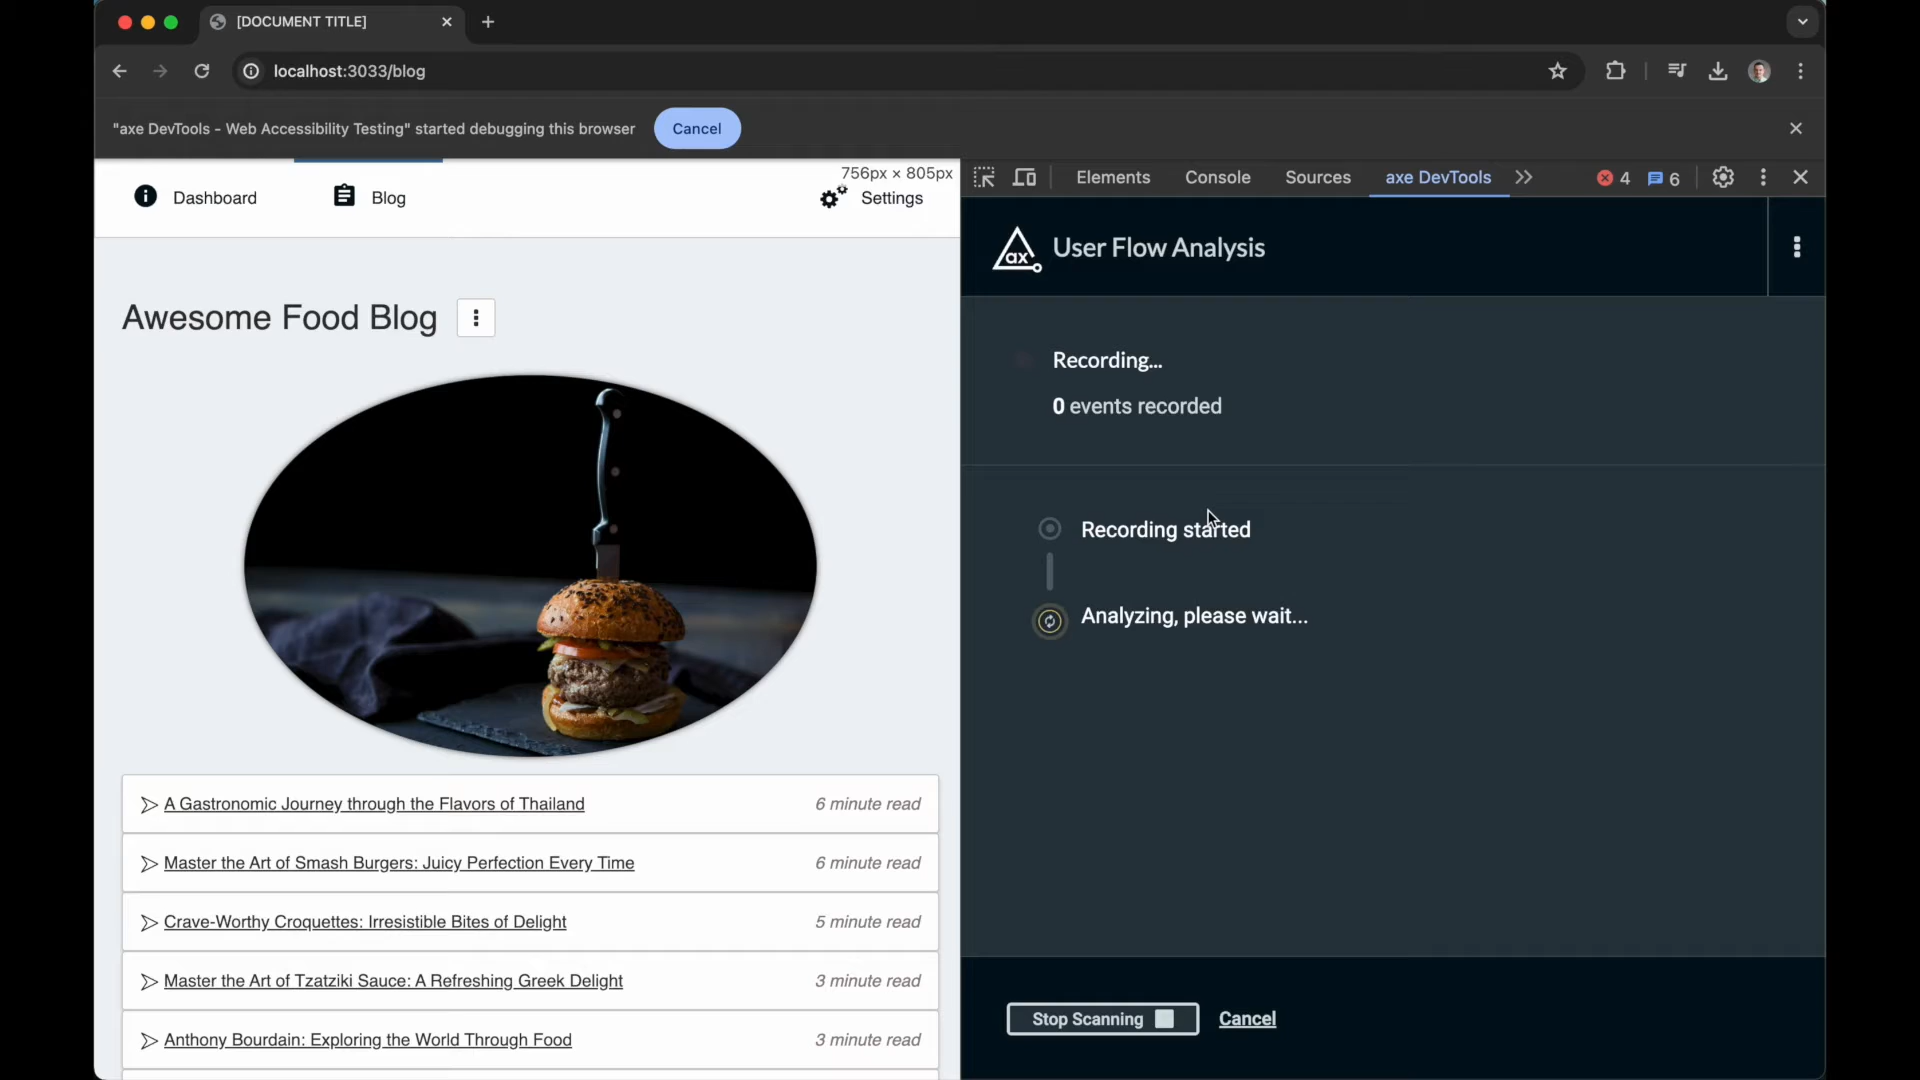 [DOCUMENT TITLE]
localhost:3033/blog
"axe DevTools - Web Accessibility Testing" started debugging this browser
Cancel
756px × 805px
Dashboard
Blog
Settings
Elements
Console
Sources
axe DevTools
4
6
ax
User Flow Analysis
Awesome Food Blog
Recording...
0 events recorded
Recording started
Analyzing, please wait...
A Gastronomic Journey through the Flavors of Thailand
6 minute read
Master the Art of Smash Burgers: Juicy Perfection Every Time
6 minute read
Crave-Worthy Croquettes: Irresistible Bites of Delight
5 minute read
Master the Art of Tzatziki Sauce: A Refreshing Greek Delight
3 minute read
Anthony Bourdain: Exploring the World Through Food
3 minute read
Stop Scanning
Cancel